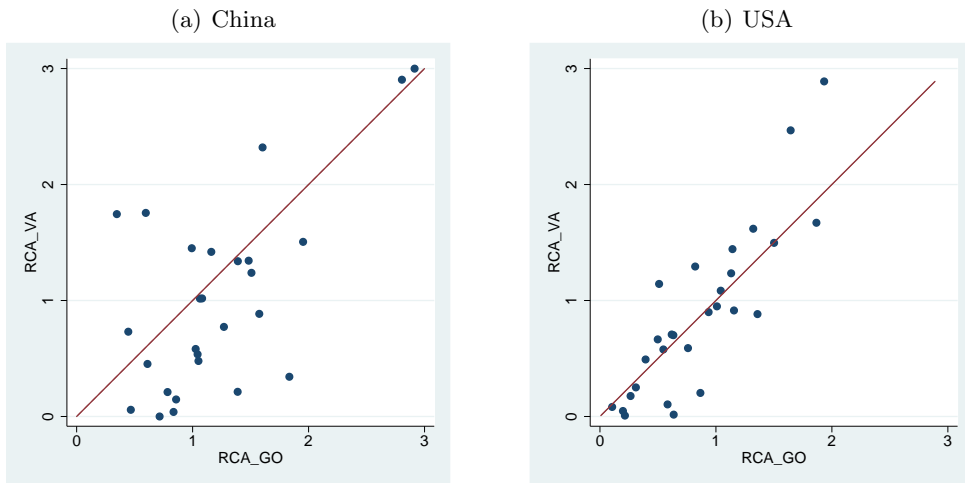 (a) China
(b) USA
3
2
1
0
RCA_VA
0 1 2 3
RCA_GO
3
2
1
0
RCA_VA
0 1 2 3
RCA_GO